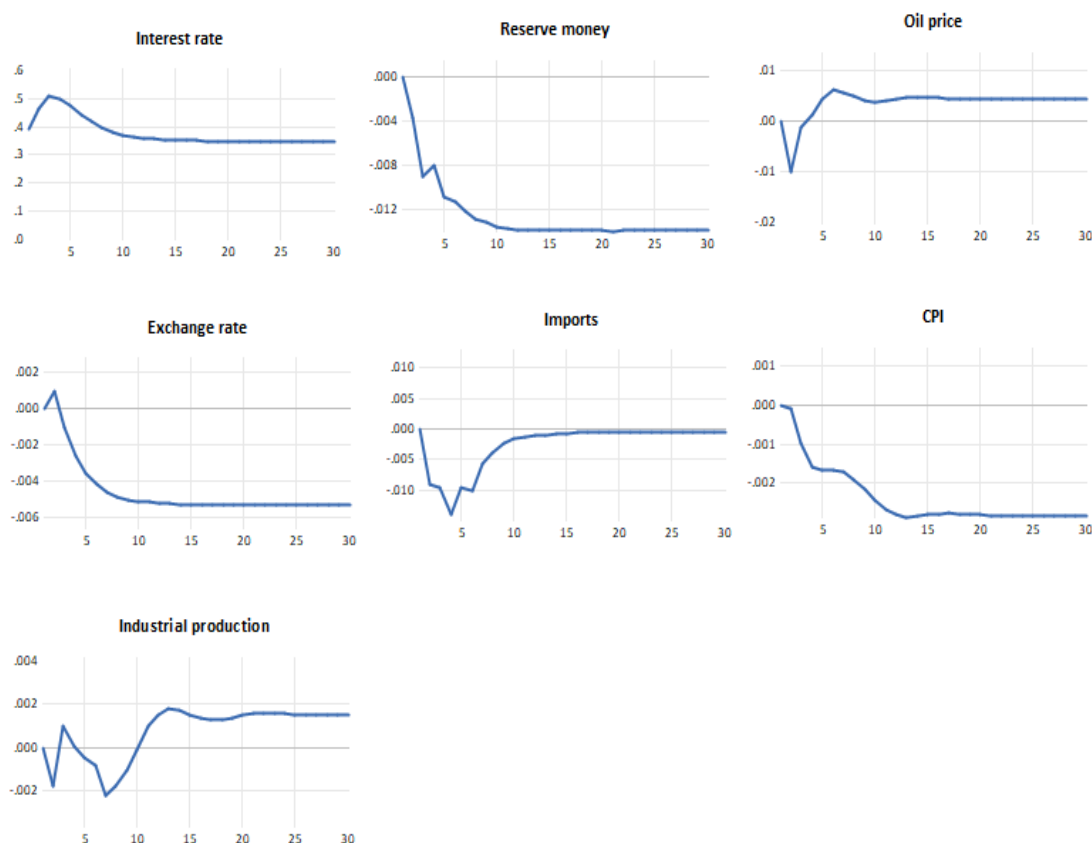 Interest rate
.6
.5
.4
.3
.2
.1
.0
5 10 15 20 25 30
Reserve money
.000
-.004
-.008
-.012
5 10 15 20 25 30
Oil price
.01
.00
-.01
-.02
5 10 15 20 25 30
Exchange rate
.002
.000
-.002
-.004
-.006
5 10 15 20 25 30
Imports
.010
.005
.000
-.005
-.010
5 10 15 20 25 30
CPI
.001
.000
-.001
-.002
5 10 15 20 25 30
Industrial production
.004
.002
.000
-.002
5 10 15 20 25 30